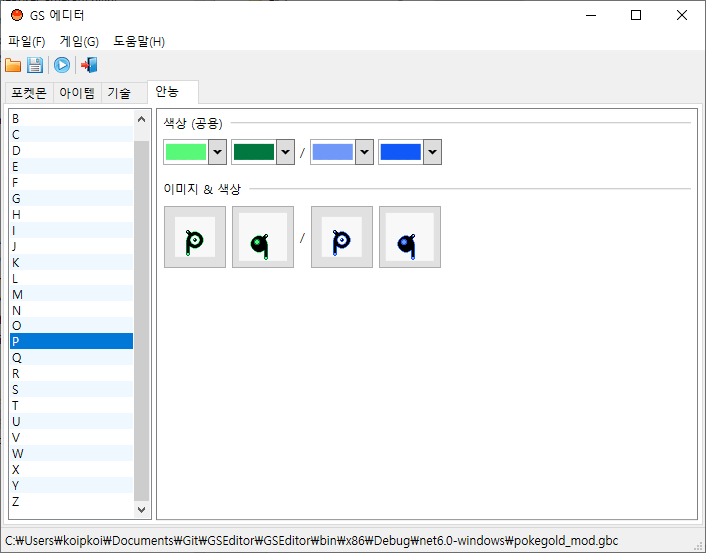 GS 에디터
파일(F) 게임(G) 도움말(H)
포켓몬 아이템 기술 안농
B
C
D
E
F
G
H
I
J
K
L
M
N
O
P
Q
R
S
T
U
V
W
X
Y
Z
색상 (공용)
/
이미지 & 색상
/
C:₩Users₩koipkoi₩Documents₩Git₩GSEditor₩GSEditor₩bin₩x86₩Debug₩net6.0-windows₩pokegold_mod.gbc